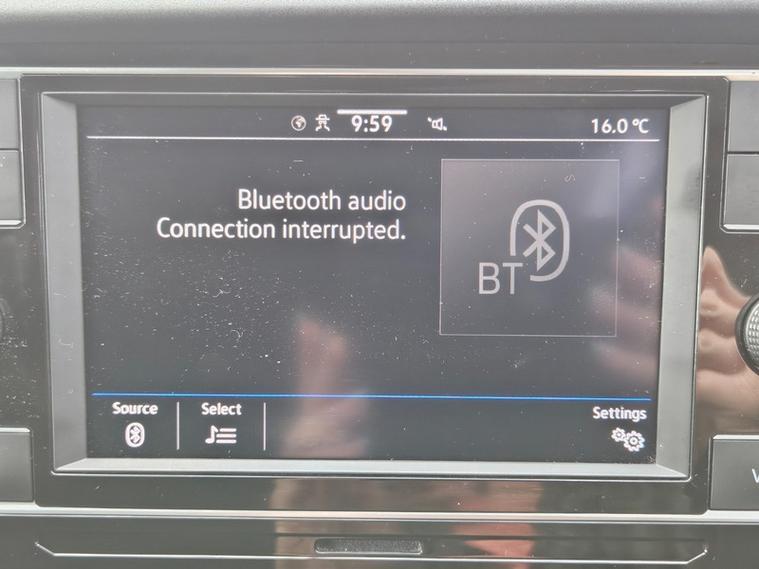 9:59
16.0 °C
Bluetooth audio
Connection interrupted.
BT
Source
Select
Settings